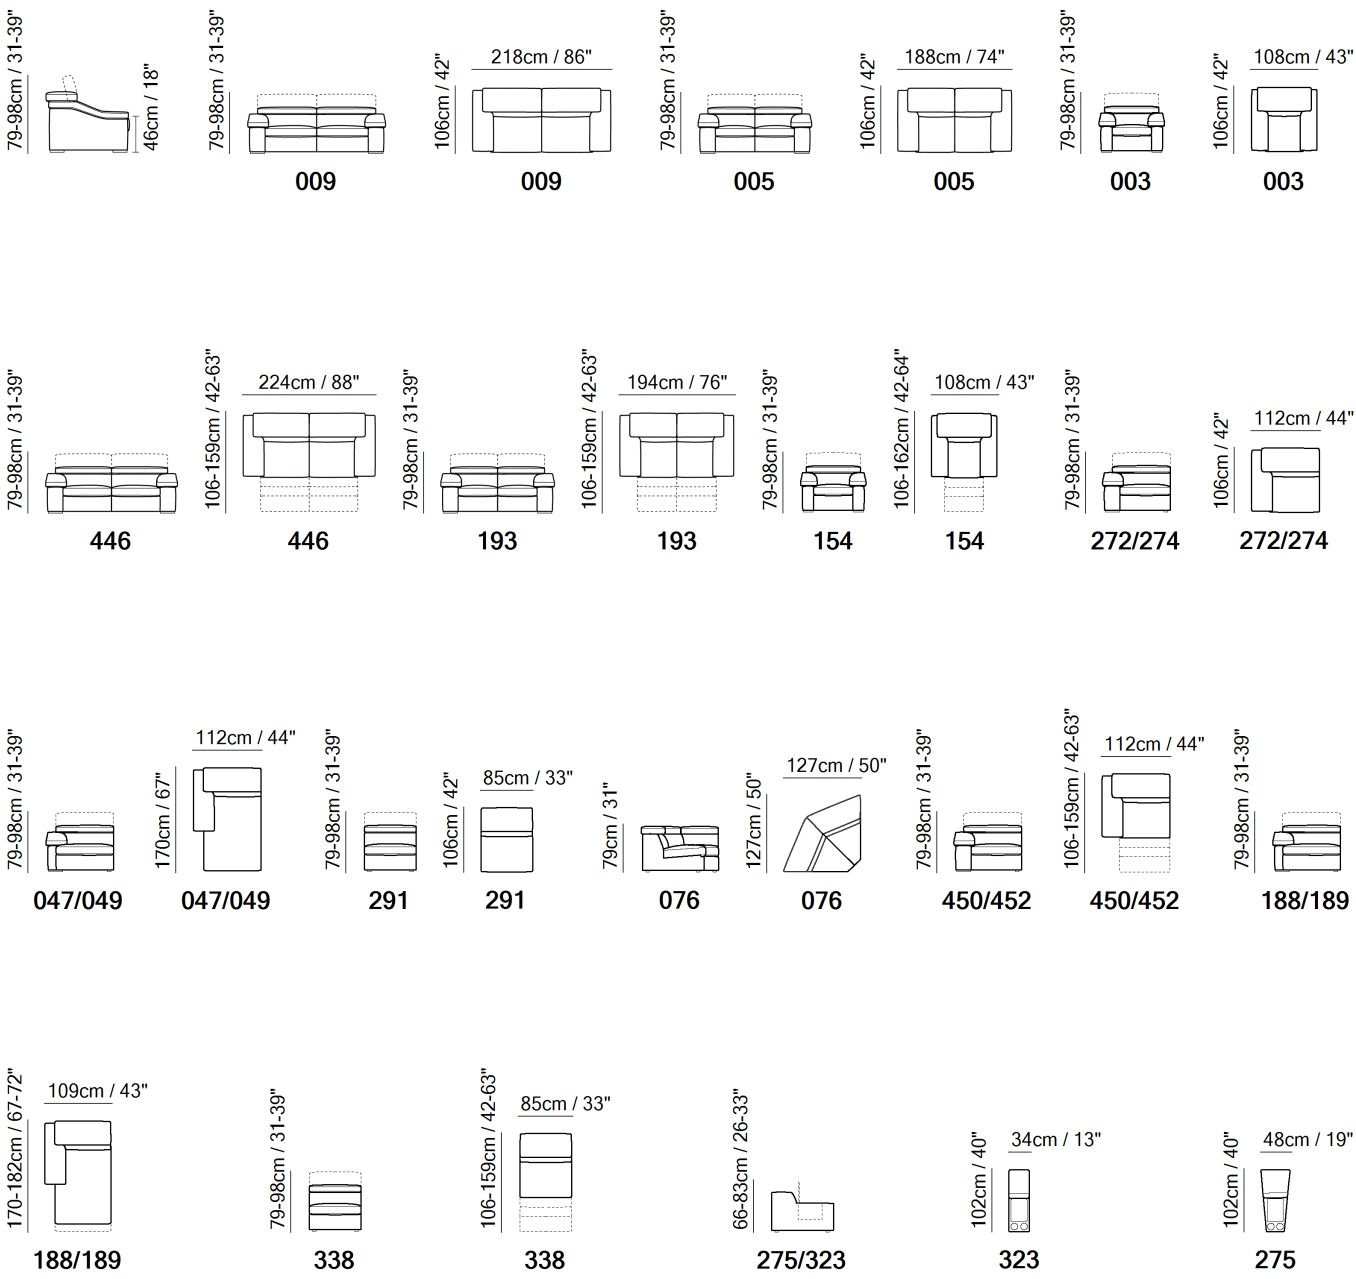 79-98cm / 31-39"
46cm / 18"
79-98cm / 31-39"
009
106cm / 42"
218cm / 86"
009
79-98cm / 31-39"
005
106cm / 42"
188cm / 74"
005
79-98cm / 31-39"
003
106cm / 42"
108cm / 43"
003
79-98cm / 31-39"
446
106-159cm / 42-63"
224cm / 88"
446
79-98cm / 31-39"
193
106-159cm / 42-63"
194cm / 76"
193
79-98cm / 31-39"
154
106-162cm / 42-64"
108cm / 43"
154
79-98cm / 31-39"
272/274
106cm / 42"
112cm / 44"
272/274
79-98cm / 31-39"
047/049
170cm / 67"
112cm / 44"
047/049
79-98cm / 31-39"
291
106cm / 42"
85cm / 33"
291
79cm / 31"
076
127cm / 50"
127cm / 50"
076
79-98cm / 31-39"
450/452
106-159cm / 42-63"
112cm / 44"
450/452
79-98cm / 31-39"
188/189
170-182cm / 67-72"
109cm / 43"
188/189
79-98cm / 31-39"
338
106-159cm / 42-63"
85cm / 33"
338
66-83cm / 26-33"
275/323
102cm / 40"
34cm / 13"
323
102cm / 40"
48cm / 19"
275